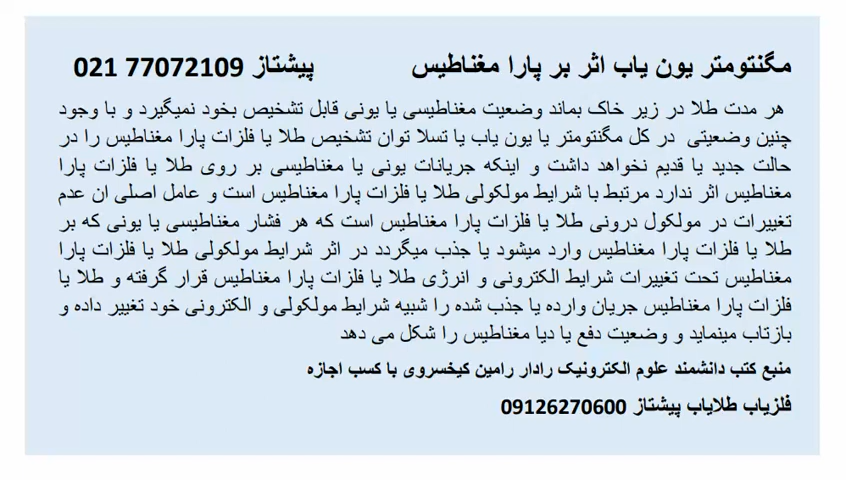 مگنتومتر یون یاب اثر بر پارا مغناطیس پیشتاز 77072109 021
هر مدت طلا در زیر خاک بماند وضعیت مغناطیسی یا یونی قابل تشخیص بخود نمیگیرد و با وجود
چنین وضعیتی در کل مگنتومتر یا یون یاب یا تسلا توان تشخیص طلا یا فلزات پارا مغناطیس را در
حالت جدید یا قدیم نخواهد داشت و اینکه جریانات یونی یا مغناطیسی بر روی طلا یا فلزات پارا
مغناطیس اثر ندارد مرتبط با شرایط مولکولی طلا یا فلزات پارا مغناطیس است و عامل اصلی ان عدم
تغییرات در مولکول درونی طلا یا فلزات پارا مغناطیس است که هر فشار مغناطیسی یا یونی که بر
طلا یا فلزات پارا مغناطیس وارد میشود یا جذب میگردد در اثر شرایط مولکولی طلا یا فلزات پارا
مغناطیس تحت تغییرات شرایط الکترونی و انرژی طلا یا فلزات پارا مغناطیس قرار گرفته و طلا یا
فلزات پارا مغناطیس جریان وارده یا جذب شده را شبیه شرایط مولکولی و الکترونی خود تغییر داده و
بازتاب مینماید و وضعیت دفع یا دیا مغناطیس را شکل می دهد
منبع کتب دانشمند علوم الکترونیک رادار رامین کیخسروی با کسب اجازه
فلزیاب طلایاب پیشتاز 09126270600